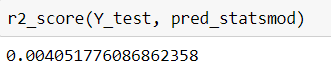 r2_score(Y_test, pred_statsmod)
0.004051776086862358